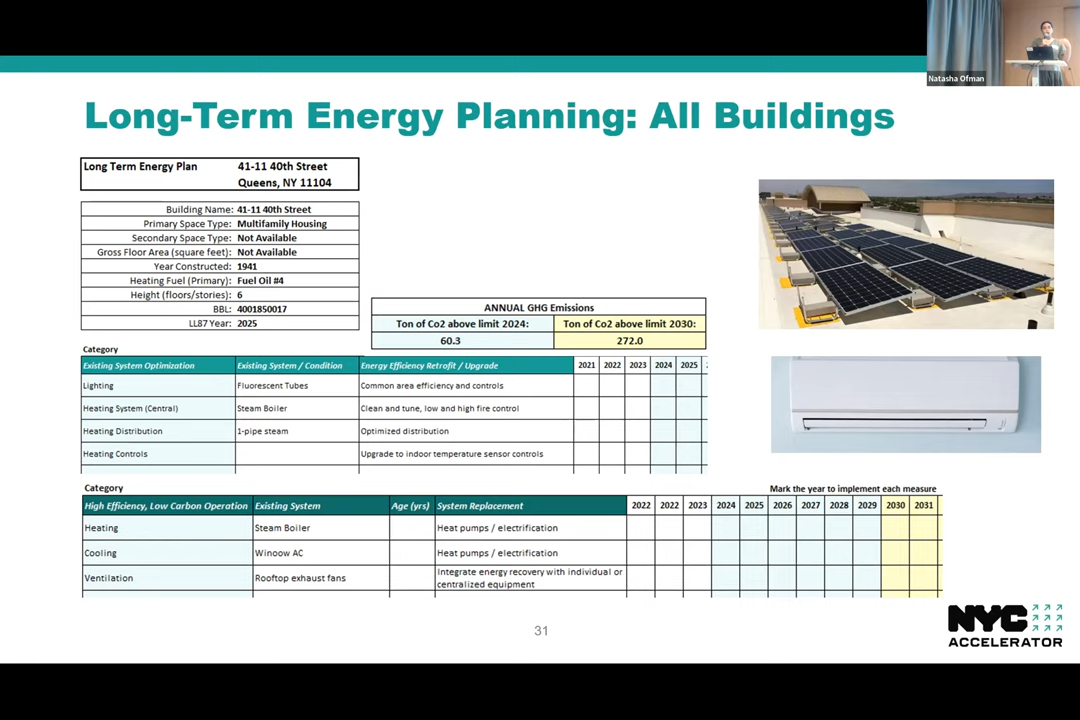 Natasha Ofman
Long-Term Energy Planning: All Buildings
Long Term Energy Plan 41-11 40th Street
Queens, NY 11104
Building Name: 41-11 40th Street
Primary Space Type: Multifamily Housing
Secondary Space Type: Not Available
Gross Floor Area (square feet): Not Available
Year Constructed: 1941
Heating Fuel (Primary): Fuel Oil #4
Height (floors/stories): 6
BBL: 4001850017
LL87 Year: 2025
ANNUAL GHG Emissions
Ton of Co2 above limit 2024: Ton of Co2 above limit 2030:
60.3 272.0
Category
Existing System Optimization Existing System / Condition Energy Efficiency Retrofit / Upgrade 2021 2022 2023 2024 2025
Lighting Fluorescent Tubes Common area efficiency and controls
Heating System (Central) Steam Boiler Clean and tune, low and high fire control
Heating Distribution 1-pipe steam Optimized distribution
Heating Controls Upgrade to indoor temperature sensor controls
Category Mark the year to implement each measure
High Efficiency, Low Carbon Operation Existing System Age (yrs) System Replacement 2022 2022 2023 2024 2025 2026 2027 2028 2029 2030 2031
Heating Steam Boiler Heat pumps / electrification
Cooling Winoow AC Heat pumps / electrification
Ventilation Rooftop exhaust fans Integrate energy recovery with individual or
centralized equipment
31
NYC
ACCELERATOR